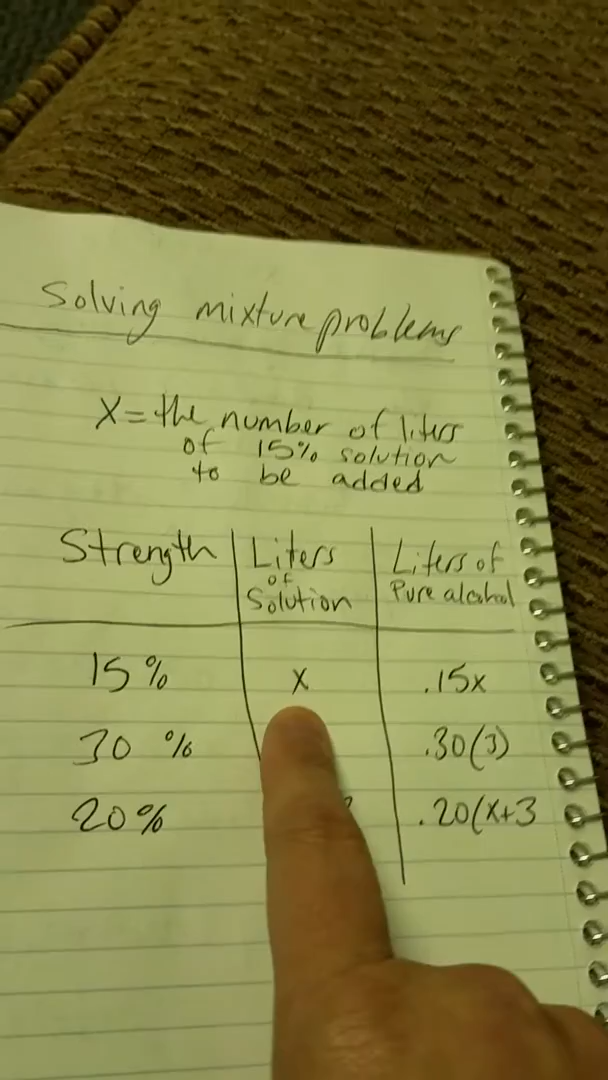 Solving mixture problems
X = the number of liters
of 15% solution
to be added
Strength Liters of Solution Liters of Pure alcohol
15% x .15x
30 % .30(3)
20% .20(x+3